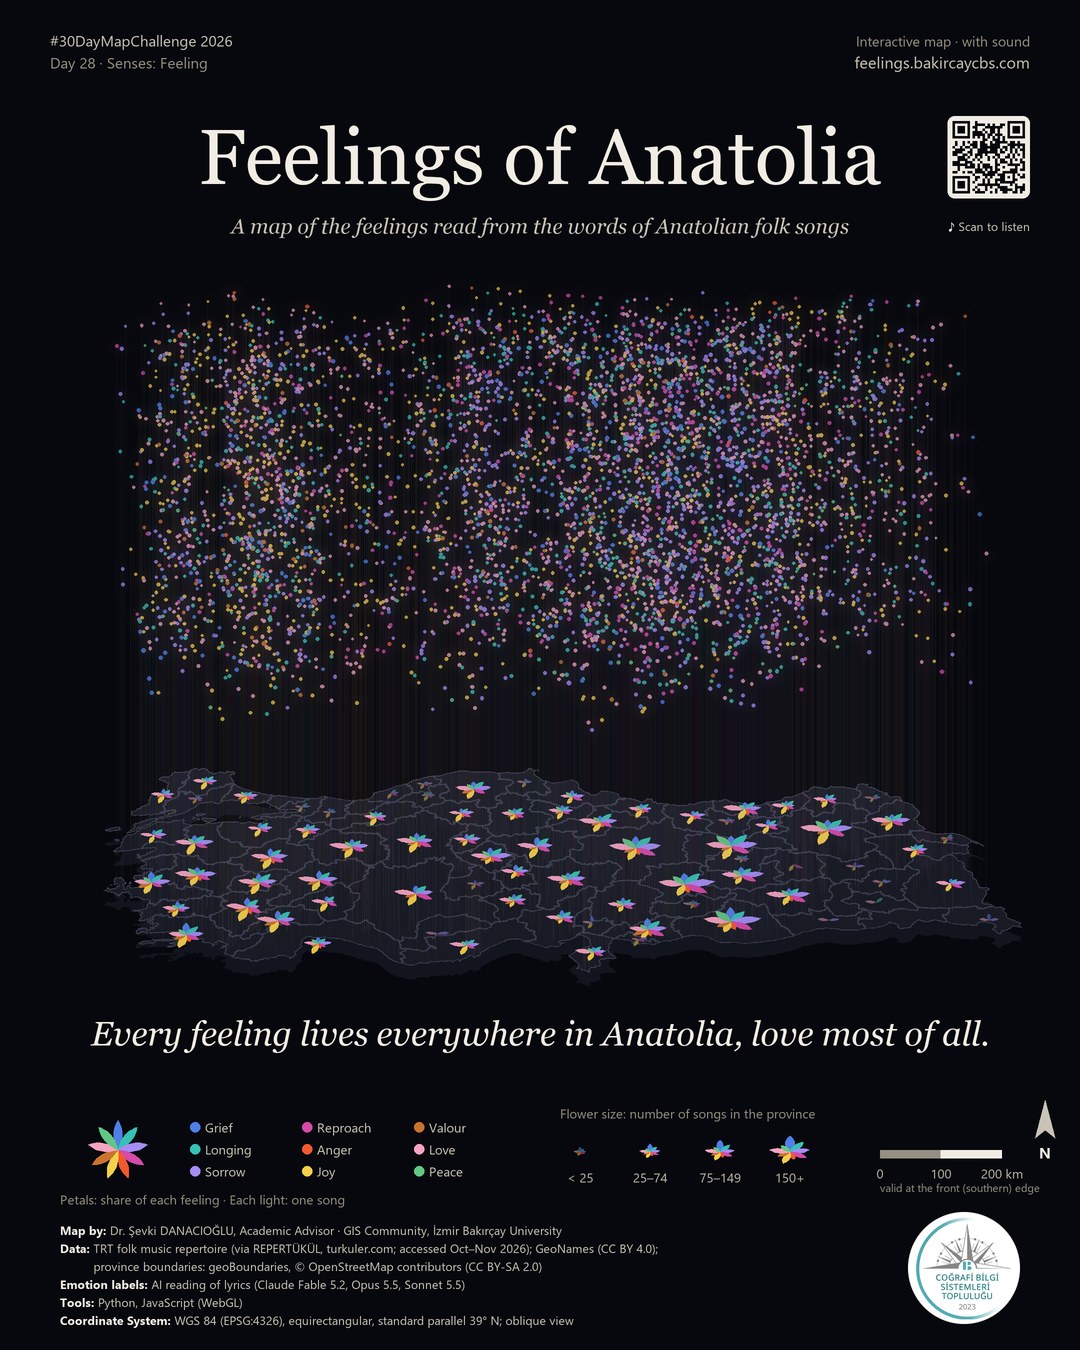 #30DayMapChallenge 2026
Day 28 · Senses: Feeling
Interactive map · with sound
feelings.bakircaycbs.com
Feelings of Anatolia
A map of the feelings read from the words of Anatolian folk songs
♪ Scan to listen
Every feeling lives everywhere in Anatolia, love most of all.
Grief
Longing
Sorrow
Reproach
Anger
Joy
Valour
Love
Peace
Petals: share of each feeling · Each light: one song
Flower size: number of songs in the province
< 25 25–74 75–149 150+
N
0 100 200 km
valid at the front (southern) edge
Map by: Dr. Şevki DANACIOĞLU, Academic Advisor · GIS Community, İzmir Bakırçay University
Data: TRT folk music repertoire (via REPERTÜKÜL, turkuler.com; accessed Oct–Nov 2026); GeoNames (CC BY 4.0);
province boundaries: geoBoundaries, © OpenStreetMap contributors (CC BY-SA 2.0)
Emotion labels: AI reading of lyrics (Claude Fable 5.2, Opus 5.5, Sonnet 5.5)
Tools: Python, JavaScript (WebGL)
Coordinate System: WGS 84 (EPSG:4326), equirectangular, standard parallel 39° N; oblique view
COĞRAFİ BİLGİ
SİSTEMLERİ
TOPLULUĞU
2023